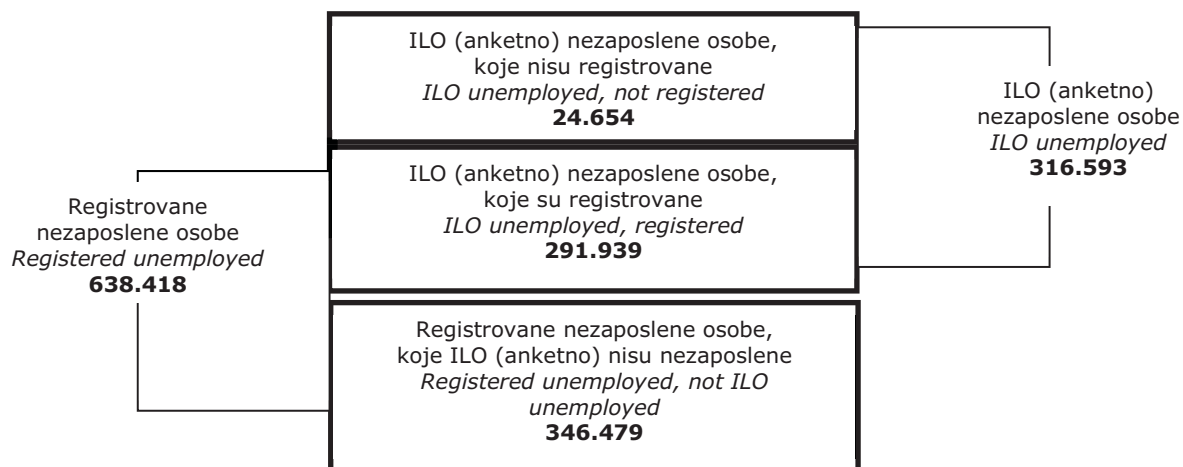 ILO (anketno) nezaposlene osobe,
koje nisu registrovane
ILO unemployed, not registered
24.654
ILO (anketno)
nezaposlene osobe
ILO unemployed
316.593
ILO (anketno) nezaposlene osobe,
koje su registrovane
ILO unemployed, registered
291.939
Registrovane
nezaposlene osobe
Registered unemployed
638.418
Registrovane nezaposlene osobe,
koje ILO (anketno) nisu nezaposlene
Registered unemployed, not ILO
unemployed
346.479